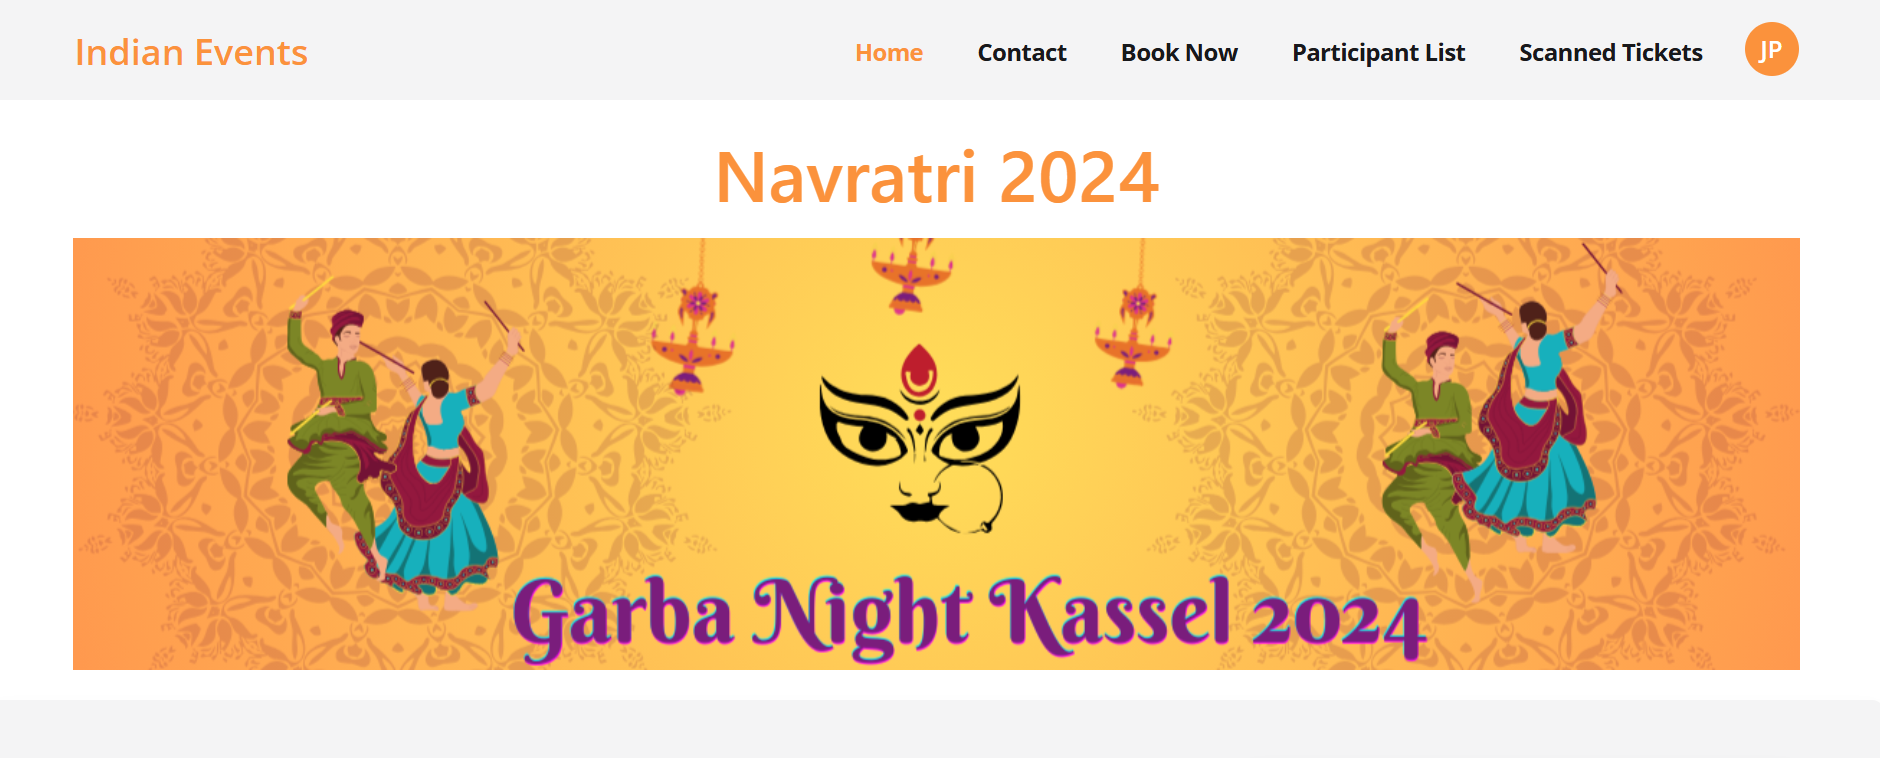 Indian Events
Home Contact Book Now Participant List Scanned Tickets JP
Navratri 2024
Garba Night Kassel 2024